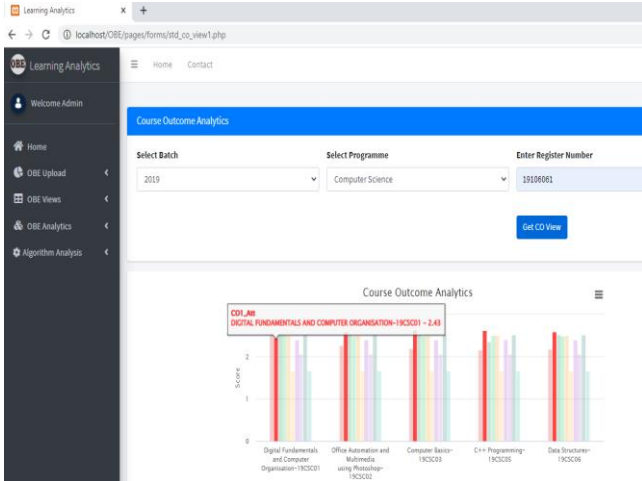 Learning Analytics
localhost/OBE/pages/forms/std_co_view1.php
OBE Learning Analytics
Home Contact
Welcome Admin
Course Outcome Analytics
Home
OBE Upload
OBE Views
OBE Analytics
Algorithm Analysis
Select Batch Select Programme Enter Register Number
2019 Computer Science 19106061
Get CO View
Course Outcome Analytics
CO1_Att
DIGITAL FUNDAMENTALS AND COMPUTER ORGANISATION-19CSC01 - 2.43
Score
2
1
0
Digital Fundamentals and Computer Organisation-19CSC01
Office Automation and Multimedia using Photoshop-19CSC02
Computer Basics-19CSC03
C++ Programming-19CSC05
Data Structures-19CSC06